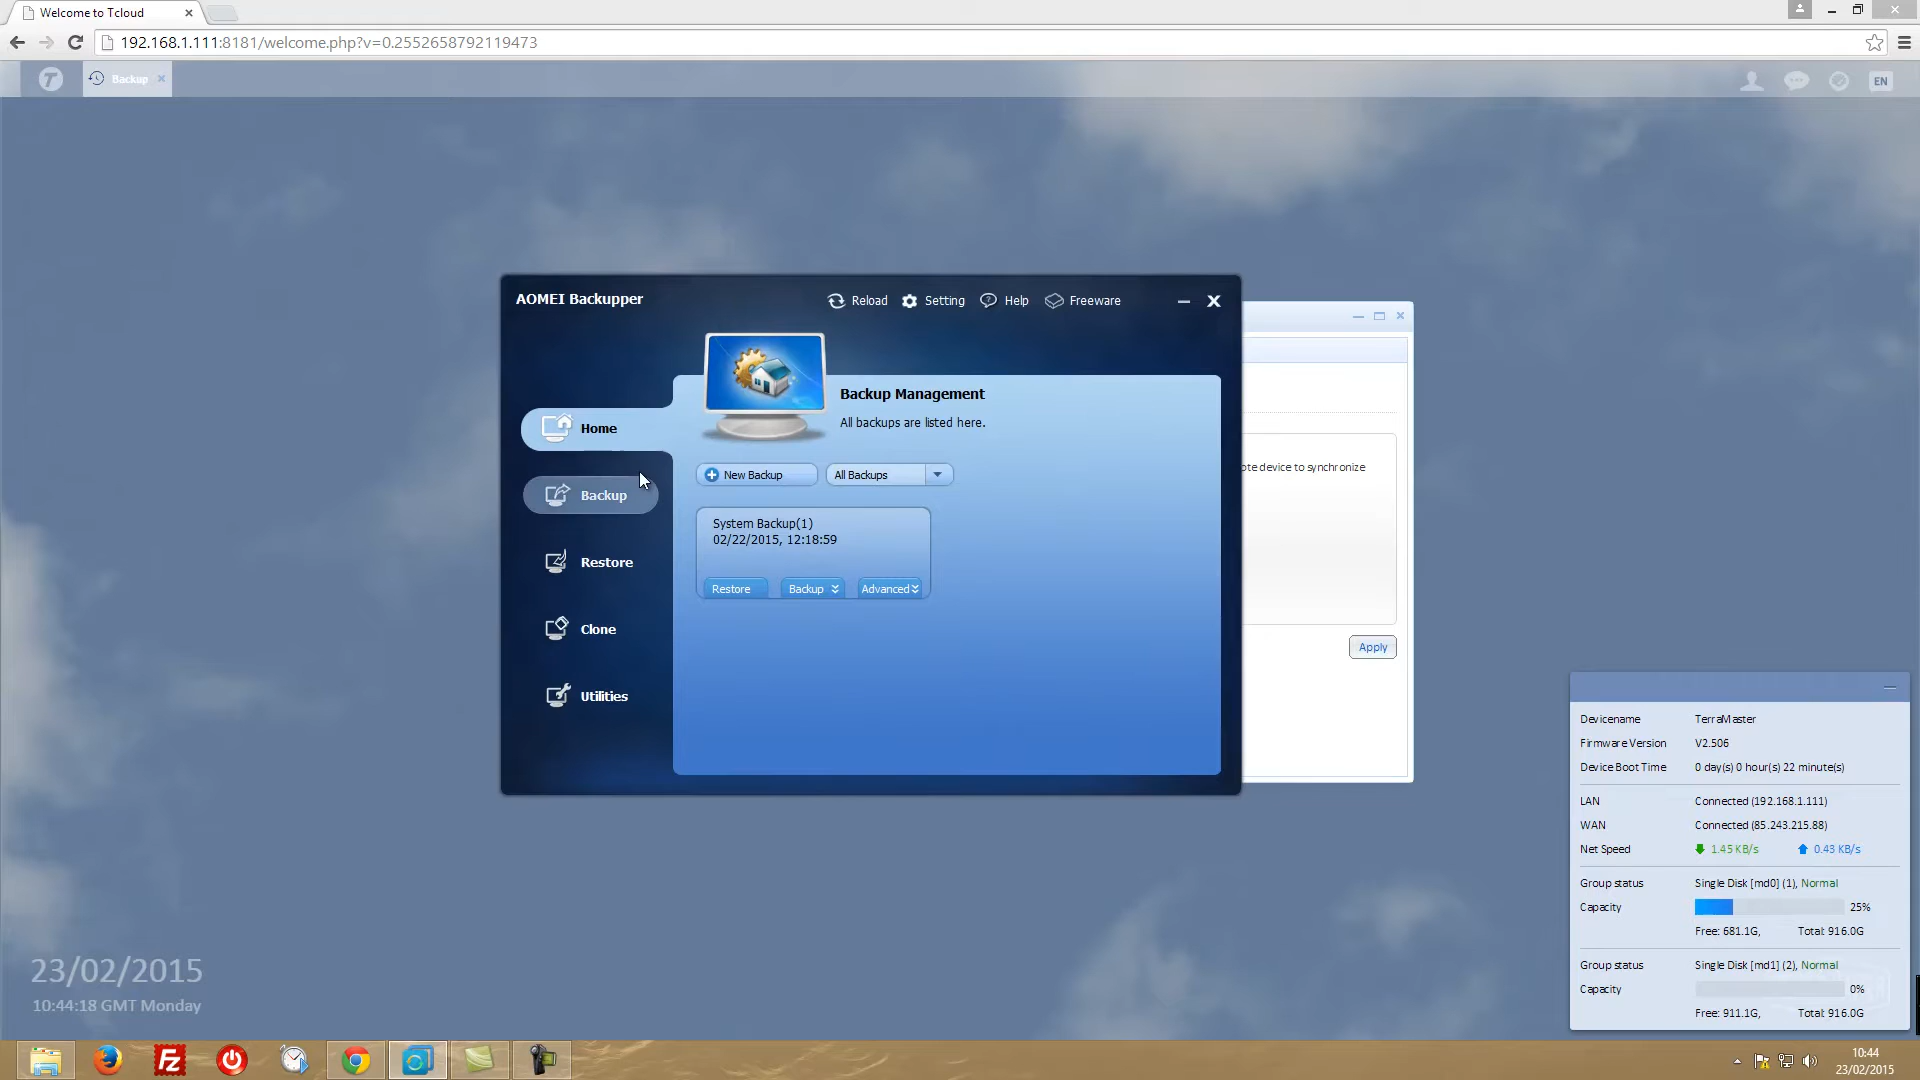 Welcome to Tcloud
192.168.1.111:8181/welcome.php?v=0.2552658792119473
Backup
EN
AOMEI Backupper
Reload
Setting
Help
Freeware
Backup Management
All backups are listed here.
Home
New Backup
All Backups
ote device to synchronize
Backup
System Backup(1)
02/22/2015, 12:18:59
Restore
Restore
Backup
Advanced
Clone
Apply
Utilities
Devicename TerraMaster
Firmware Version V2.506
Device Boot Time 0 day(s) 0 hour(s) 22 minute(s)
LAN Connected (192.168.1.111)
WAN Connected (85.243.215.88)
Net Speed 1.45 KB/s 0.43 KB/s
Group status Single Disk [md0] (1), Normal
Capacity 25%
Free: 681.1G, Total: 916.0G
Group status Single Disk [md1] (2), Normal
Capacity 0%
Free: 911.1G, Total: 916.0G
23/02/2015
10:44:18 GMT Monday
Fz
10:44
23/02/2015